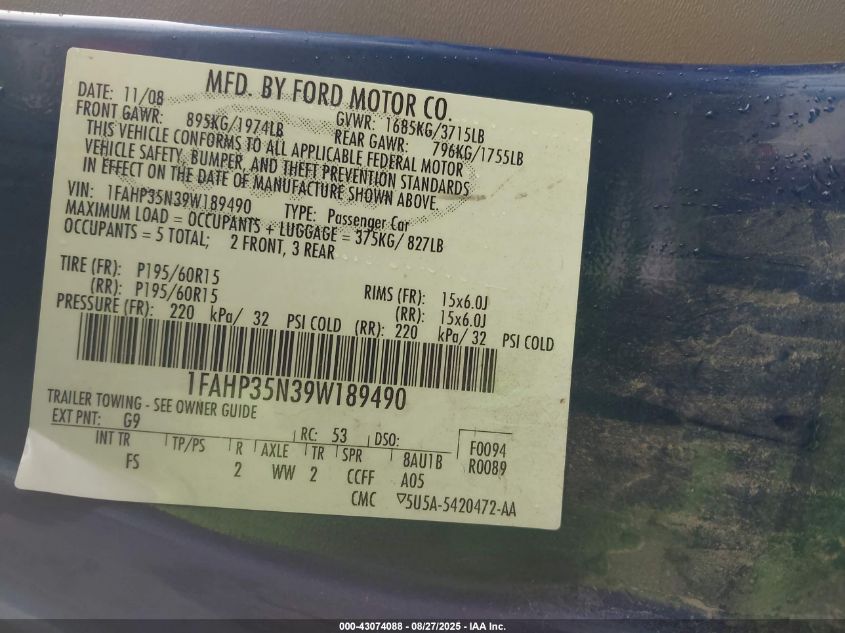 MFD. BY FORD MOTOR CO.
DATE: 11/08 GVWR: 1685KG/3715LB
FRONT GAWR: 895KG/1974LB REAR GAWR: 796KG/1755LB
THIS VEHICLE CONFORMS TO ALL APPLICABLE FEDERAL MOTOR
VEHICLE SAFETY, BUMPER, AND THEFT PREVENTION STANDARDS
IN EFFECT ON THE DATE OF MANUFACTURE SHOWN ABOVE.
VIN: 1FAHP35N39W189490 TYPE: Passenger Car
MAXIMUM LOAD = OCCUPANTS + LUGGAGE = 375KG/ 827LB
OCCUPANTS = 5 TOTAL; 2 FRONT, 3 REAR
TIRE (FR): P195/60R15 RIMS (FR): 15x6.0J
(RR): P195/60R15 (RR): 15x6.0J
PRESSURE (FR): 220 kPa/ 32 PSI COLD (RR): 220 kPa/ 32 PSI COLD
1FAHP35N39W189490
TRAILER TOWING - SEE OWNER GUIDE
EXT PNT: G9 RC: 53 DSO: F0094
INT TR TP/PS R AXLE TR SPR 8AU1B R0089
FS 2 WW 2 CCFF A05
CMC ▽5U5A-5420472-AA
000-43074088 - 08/27/2025 - IAA Inc.